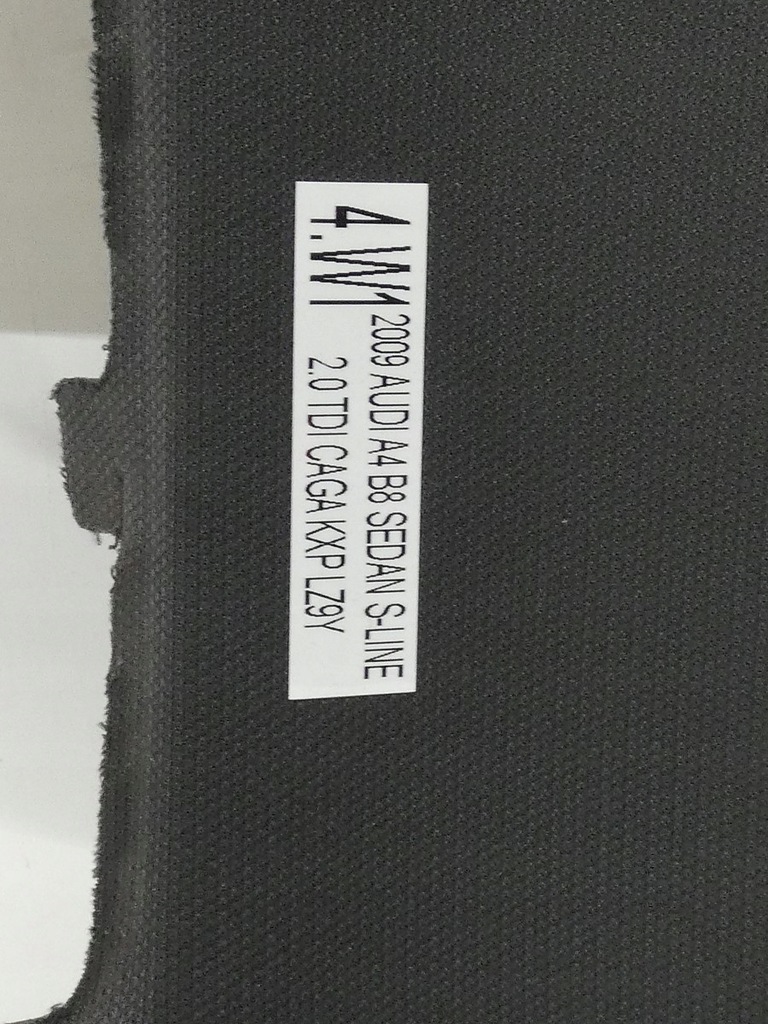 4.W1
2009 AUDI A4 B8 SEDAN S-LINE
2.0 TDI CAGA KXP LZ9Y